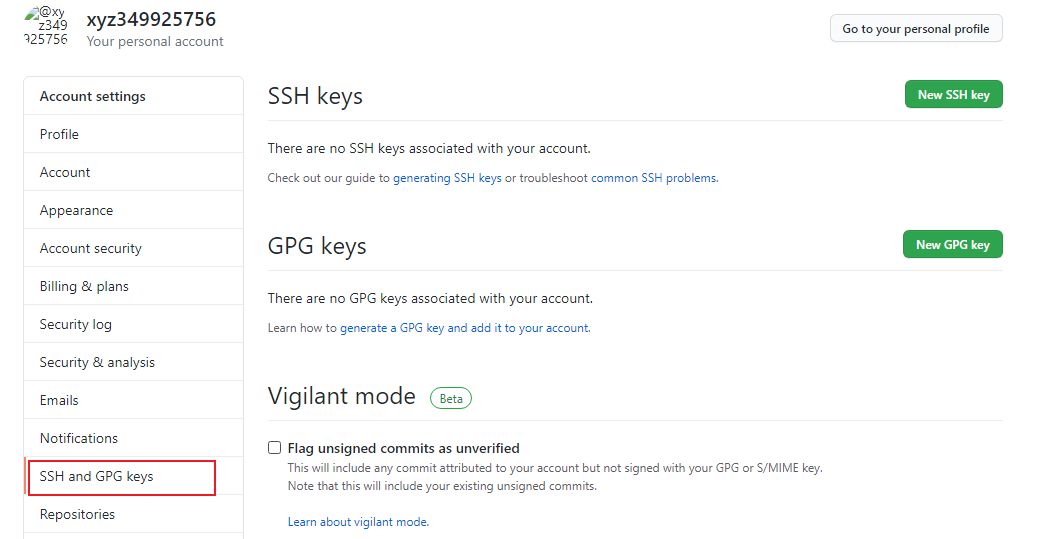 @xy
z349
925756
xyz349925756
Your personal account
Go to your personal profile
Account settings
Profile
Account
Appearance
Account security
Billing & plans
Security log
Security & analysis
Emails
Notifications
SSH and GPG keys
Repositories
SSH keys
New SSH key
There are no SSH keys associated with your account.
Check out our guide to generating SSH keys or troubleshoot common SSH problems.
GPG keys
New GPG key
There are no GPG keys associated with your account.
Learn how to generate a GPG key and add it to your account.
Vigilant mode Beta
Flag unsigned commits as unverified
This will include any commit attributed to your account but not signed with your GPG or S/MIME key.
Note that this will include your existing unsigned commits.
Learn about vigilant mode.